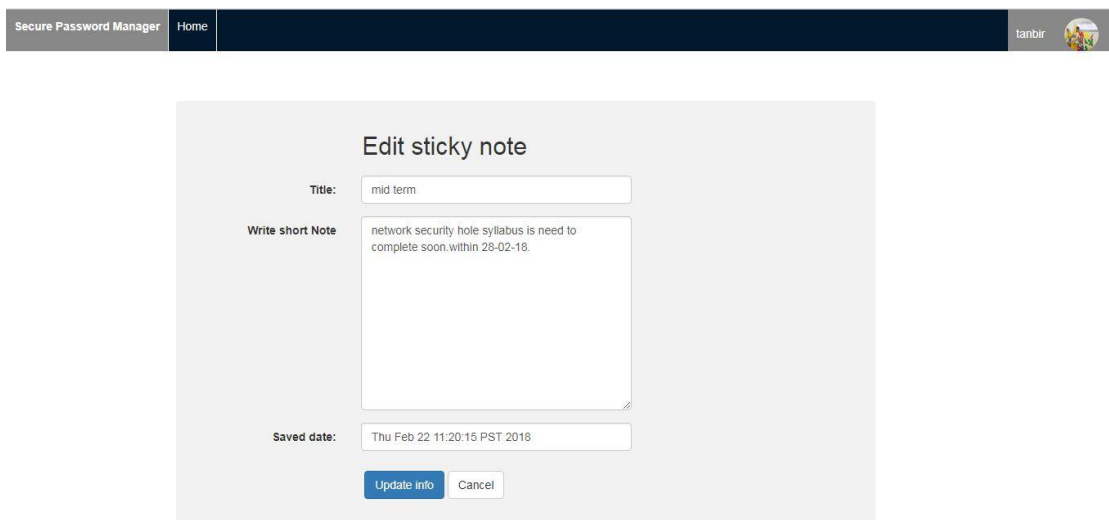 Secure Password Manager Home tanbir
Edit sticky note
Title: mid term
Write short Note network security hole syllabus is need to
complete soon.within 28-02-18.
Saved date: Thu Feb 22 11:20:15 PST 2018
Update info Cancel